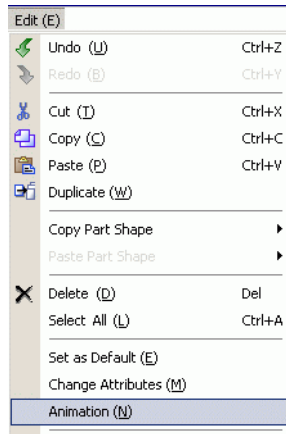 Edit (E)
Undo (U) Ctrl+Z
Redo (R) Ctrl+Y
Cut (T) Ctrl+X
Copy (C) Ctrl+C
Paste (P) Ctrl+V
Duplicate (W)
Copy Part Shape
Paste Part Shape
Delete (D) Del
Select All (L) Ctrl+A
Set as Default (E)
Change Attributes (M)
Animation (N)